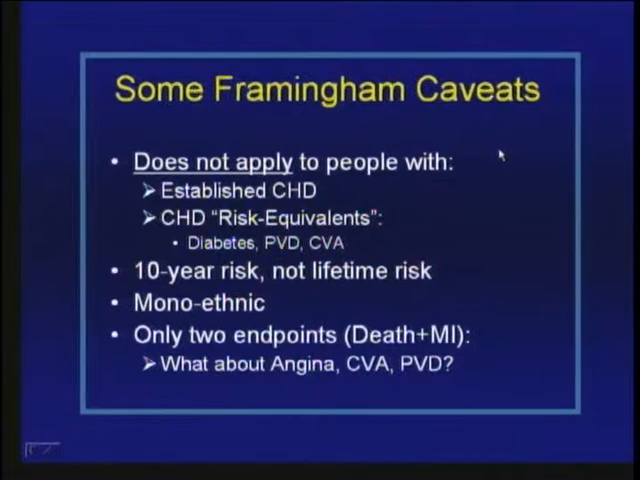 Some Framingham Caveats
• Does not apply to people with:
➢ Established CHD
➢ CHD “Risk-Equivalents”:
• Diabetes, PVD, CVA
• 10-year risk, not lifetime risk
• Mono-ethnic
• Only two endpoints (Death+MI):
➢ What about Angina, CVA, PVD?